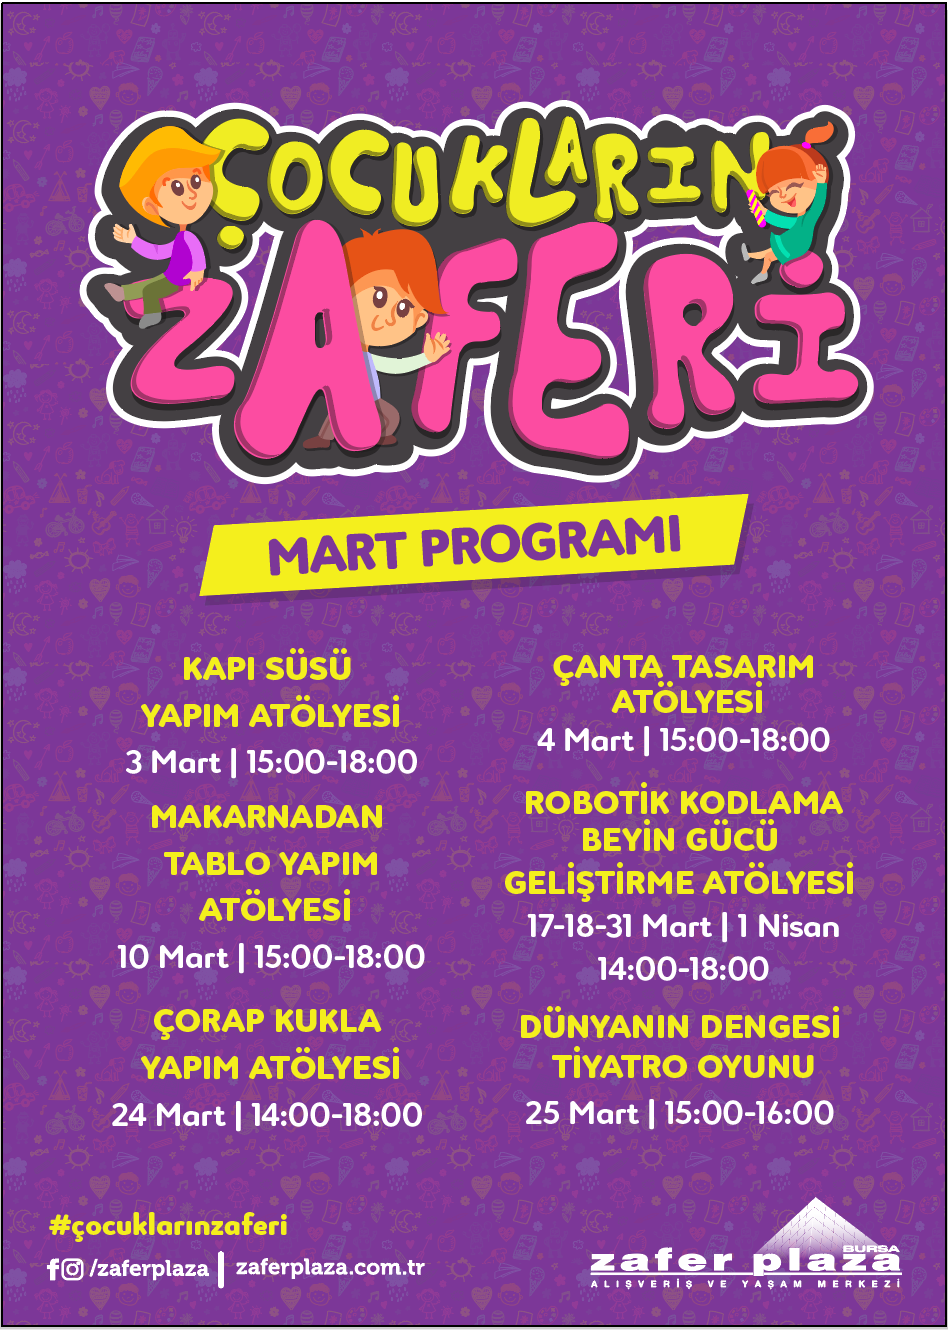 ÇOCUKLARIN
ZAFERİ
MART PROGRAMI
KAPI SÜSÜ
YAPIM ATÖLYESİ
3 Mart | 15:00-18:00
MAKARNADAN
TABLO YAPIM
ATÖLYESİ
10 Mart | 15:00-18:00
ÇORAP KUKLA
YAPIM ATÖLYESİ
24 Mart | 14:00-18:00
ÇANTA TASARIM
ATÖLYESİ
4 Mart | 15:00-18:00
ROBOTİK KODLAMA
BEYİN GÜCÜ
GELİŞTİRME ATÖLYESİ
17-18-31 Mart | 1 Nisan
14:00-18:00
DÜNYANIN DENGESİ
TİYATRO OYUNU
25 Mart | 15:00-16:00
#çocuklarınzaferi
/zaferplaza | zaferplaza.com.tr
BURSA
zafer plaza
ALIŞVERİŞ VE YAŞAM MERKEZİ